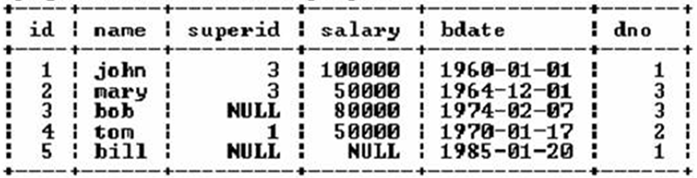 id | name | superid | salary | bdate | dno
1 | john | 3 | 100000 | 1960-01-01 | 1
2 | mary | 3 | 50000 | 1964-12-01 | 3
3 | bob | NULL | 80000 | 1974-02-07 | 3
4 | tom | 1 | 50000 | 1970-01-17 | 2
5 | bill | NULL | NULL | 1985-01-20 | 1